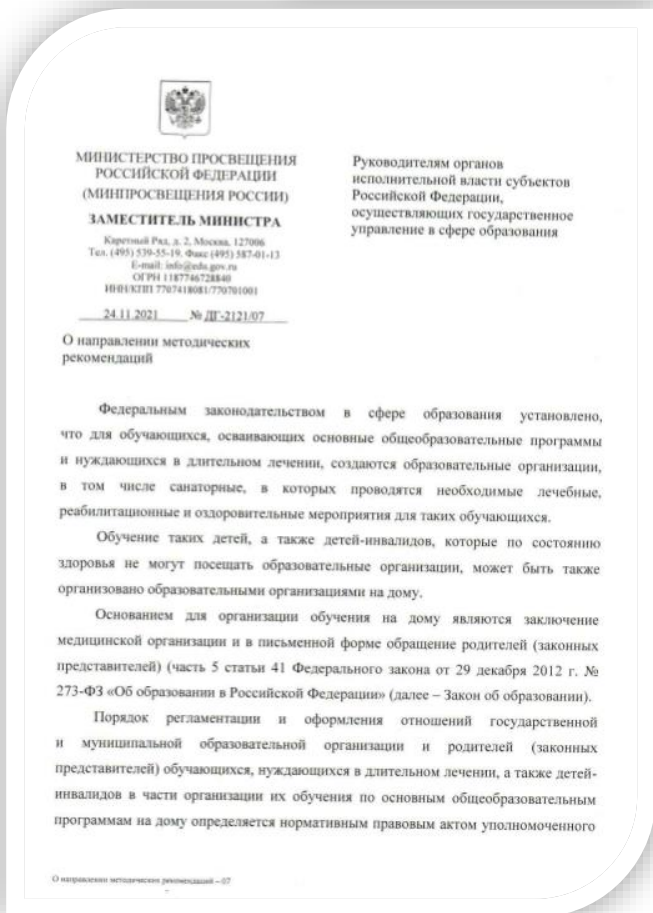 МИНИСТЕРСТВО ПРОСВЕЩЕНИЯ
РОССИЙСКОЙ ФЕДЕРАЦИИ
(МИНПРОСВЕЩЕНИЯ РОССИИ)
ЗАМЕСТИТЕЛЬ МИНИСТРА
Каретный Ряд, д. 2, Москва, 127006
Тел. (495) 539-55-19. Факс (495) 587-01-13
E-mail: info@edu.gov.ru
ОГРН 1187746728840
ИНН/КПП 7707418081/770701001
24.11.2021 № ДГ-2121/07
Руководителям органов
исполнительной власти субъектов
Российской Федерации,
осуществляющих государственное
управление в сфере образования
О направлении методических
рекомендаций
Федеральным законодательством в сфере образования установлено,
что для обучающихся, осваивающих основные общеобразовательные программы
и нуждающихся в длительном лечении, создаются образовательные организации,
в том числе санаторные, в которых проводятся необходимые лечебные,
реабилитационные и оздоровительные мероприятия для таких обучающихся.
Обучение таких детей, а также детей-инвалидов, которые по состоянию
здоровья не могут посещать образовательные организации, может быть также
организовано образовательными организациями на дому.
Основанием для организации обучения на дому являются заключение
медицинской организации и в письменной форме обращение родителей (законных
представителей) (часть 5 статьи 41 Федерального закона от 29 декабря 2012 г. №
273-ФЗ «Об образовании в Российской Федерации» (далее – Закон об образовании).
Порядок регламентации и оформления отношений государственной
и муниципальной образовательной организации и родителей (законных
представителей) обучающихся, нуждающихся в длительном лечении, а также детей-
инвалидов в части организации их обучения по основным общеобразовательным
программам на дому определяется нормативным правовым актом уполномоченного
О направлении методических рекомендаций – 07